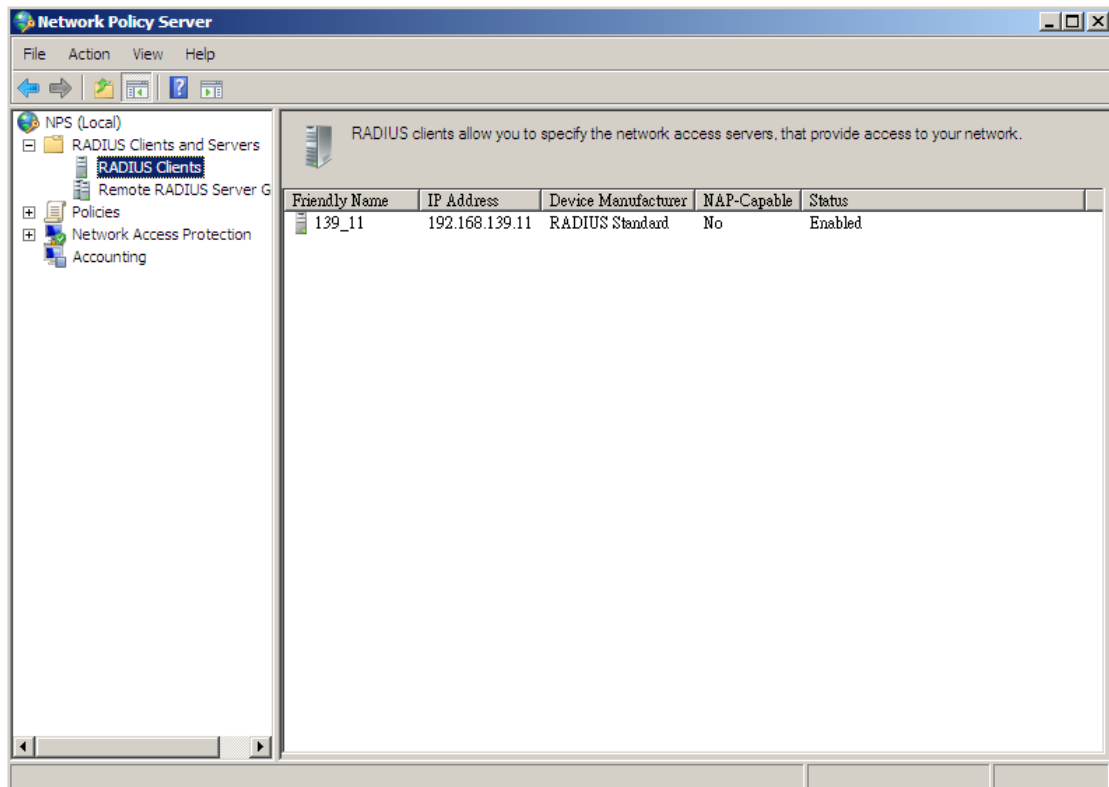 Network Policy Server
File Action View Help
NPS (Local)
RADIUS Clients and Servers
RADIUS Clients
Remote RADIUS Server G
Policies
Network Access Protection
Accounting
RADIUS clients allow you to specify the network access servers, that provide access to your network.
Friendly Name IP Address Device Manufacturer NAP-Capable Status
139_11 192.168.139.11 RADIUS Standard No Enabled